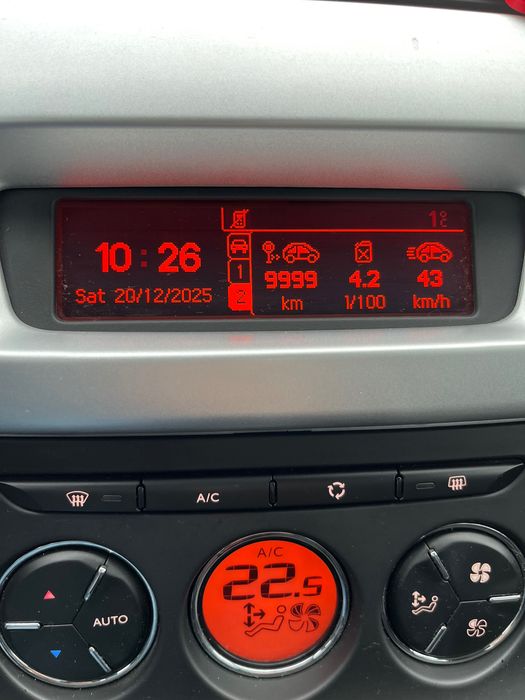 1°C
10:26
Sat 20/12/2025
1
2
9999 4.2 43
km l/100 km/h
A/C
A/C
22.5
AUTO